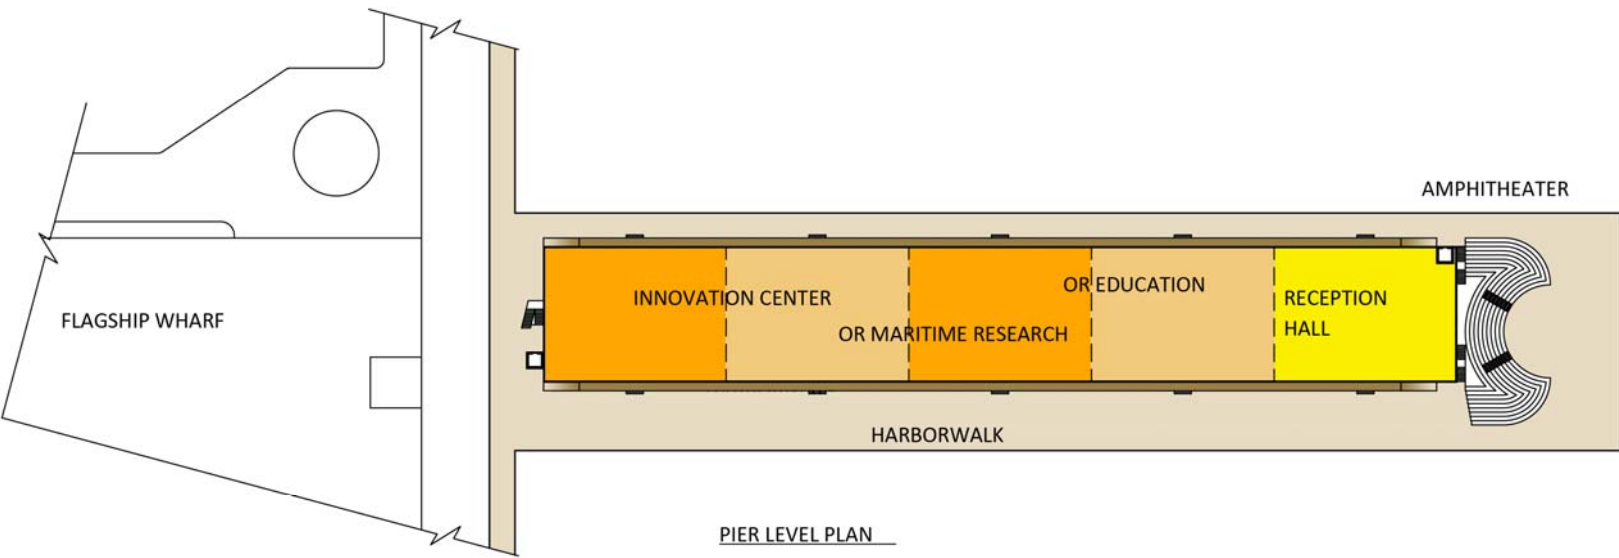 AMPHITHEATER
INNOVATION CENTER
OR MARITIME RESEARCH
OR EDUCATION
RECEPTION
HALL
FLAGSHIP WHARF
HARBORWALK
PIER LEVEL PLAN